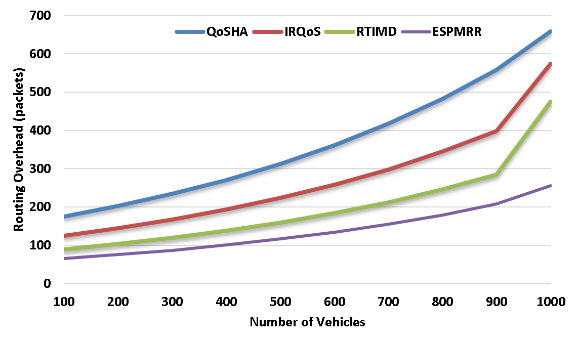 700
QoSHA IRQoS RTIMD ESPMRR
600
500
400
300
200
100
0
Routing Overhead (packets)
100 200 300 400 500 600 700 800 900 1000
Number of Vehicles